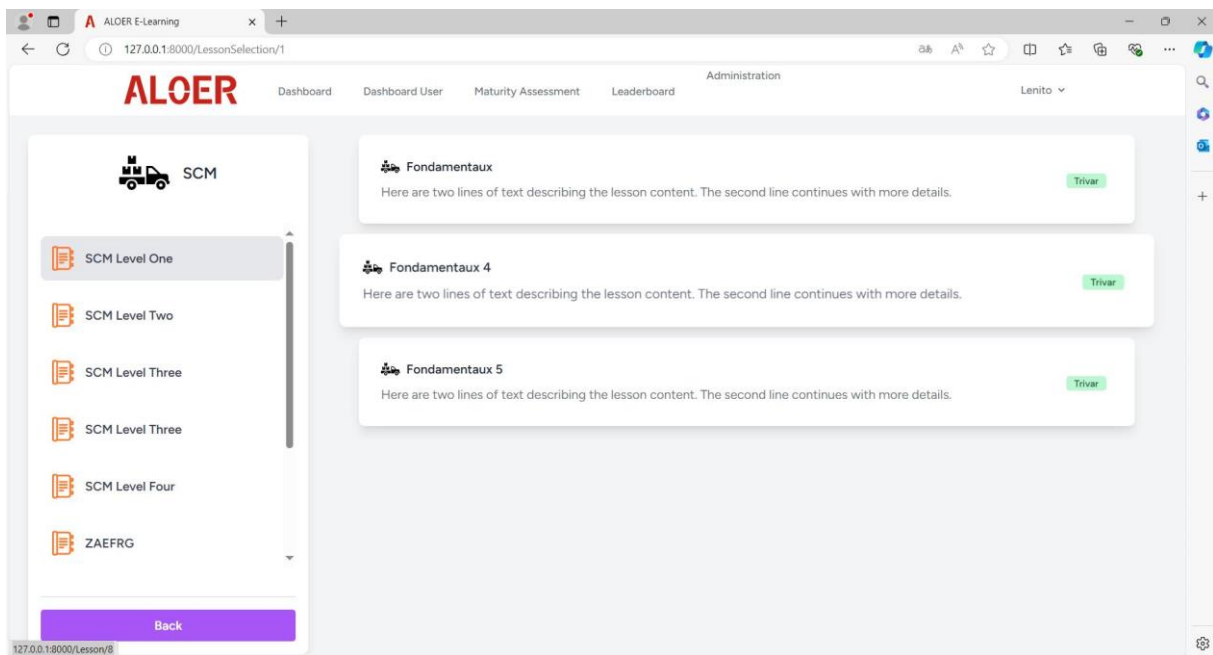 ALOER E-Learning
127.0.0.1:8000/LessonSelection/1
ALOER
Dashboard
Dashboard User
Maturity Assessment
Leaderboard
Administration
Lenito
SCM
SCM Level One
SCM Level Two
SCM Level Three
SCM Level Three
SCM Level Four
ZAEFRG
Back
Fondamentaux
Here are two lines of text describing the lesson content. The second line continues with more details.
Trivar
Fondamentaux 4
Here are two lines of text describing the lesson content. The second line continues with more details.
Trivar
Fondamentaux 5
Here are two lines of text describing the lesson content. The second line continues with more details.
Trivar
127.0.0.1:8000/Lesson/8